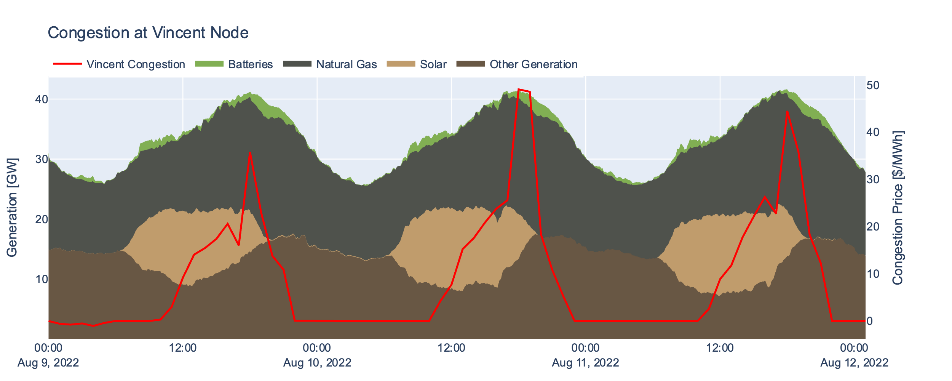 Congestion at Vincent Node
Vincent Congestion Batteries Natural Gas Solar Other Generation
Generation [GW]
40
30
20
10
50
40
30
20
10
0
Congestion Price [$/MWh]
00:00 12:00 00:00 12:00 00:00 12:00 00:00
Aug 9, 2022 Aug 10, 2022 Aug 11, 2022 Aug 12, 2022